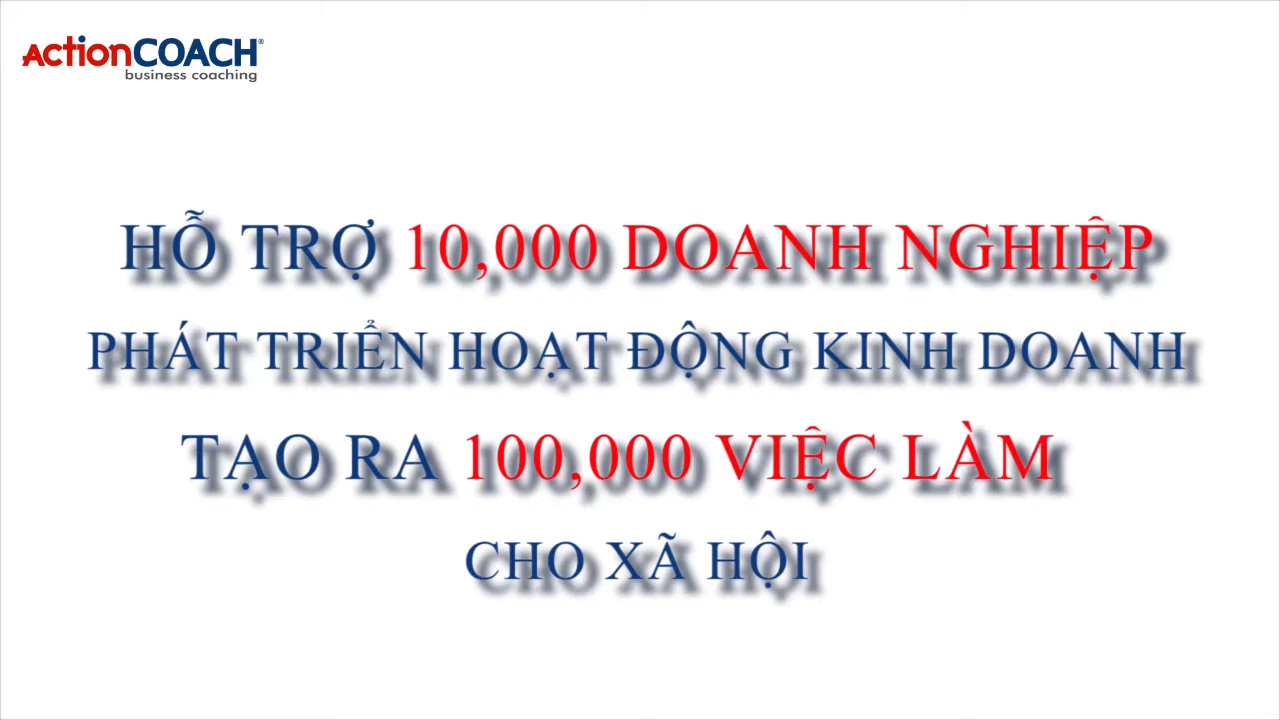 ActionCOACH®
business coaching
HỖ TRỢ 10,000 DOANH NGHIỆP
PHÁT TRIỂN HOẠT ĐỘNG KINH DOANH
TẠO RA 100,000 VIỆC LÀM
CHO XÃ HỘI